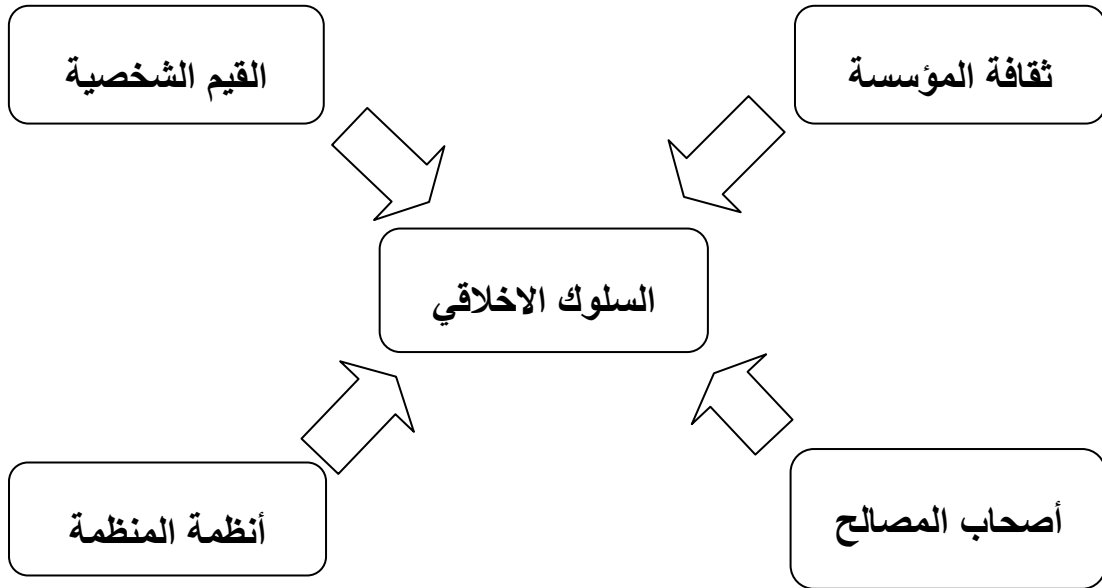 ثقافة المؤسسة
القيم الشخصية
السلوك الاخلاقي
أصحاب المصالح
أنظمة المنظمة